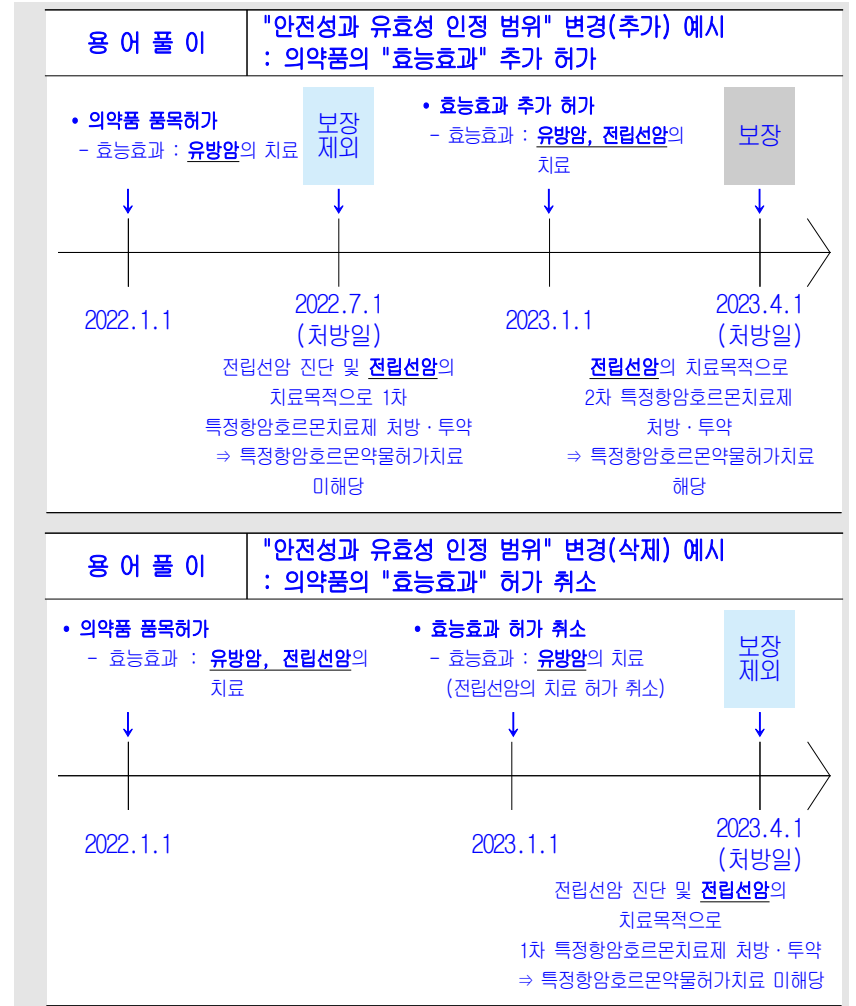 용 어 풀 이
"안전성과 유효성 인정 범위" 변경(추가) 예시
: 의약품의 "효능효과" 추가 허가
• 의약품 품목허가
- 효능효과 : 유방암의 치료
보장
제외
• 효능효과 추가 허가
- 효능효과 : 유방암, 전립선암의
치료
보장
2022.1.1
2022.7.1
(처방일)
전립선암 진단 및 전립선암의
치료목적으로 1차
특정항암호르몬치료제 처방·투약
⇒ 특정항암호르몬약물허가치료
미해당
2023.1.1
2023.4.1
(처방일)
전립선암의 치료목적으로
2차 특정항암호르몬치료제
처방·투약
⇒ 특정항암호르몬약물허가치료
해당
용 어 풀 이
"안전성과 유효성 인정 범위" 변경(삭제) 예시
: 의약품의 "효능효과" 허가 취소
• 의약품 품목허가
- 효능효과 : 유방암, 전립선암의
치료
• 효능효과 허가 취소
- 효능효과 : 유방암의 치료
(전립선암의 치료 허가 취소)
보장
제외
2022.1.1
2023.1.1
2023.4.1
(처방일)
전립선암 진단 및 전립선암의
치료목적으로
1차 특정항암호르몬치료제 처방·투약
⇒ 특정항암호르몬약물허가치료 미해당